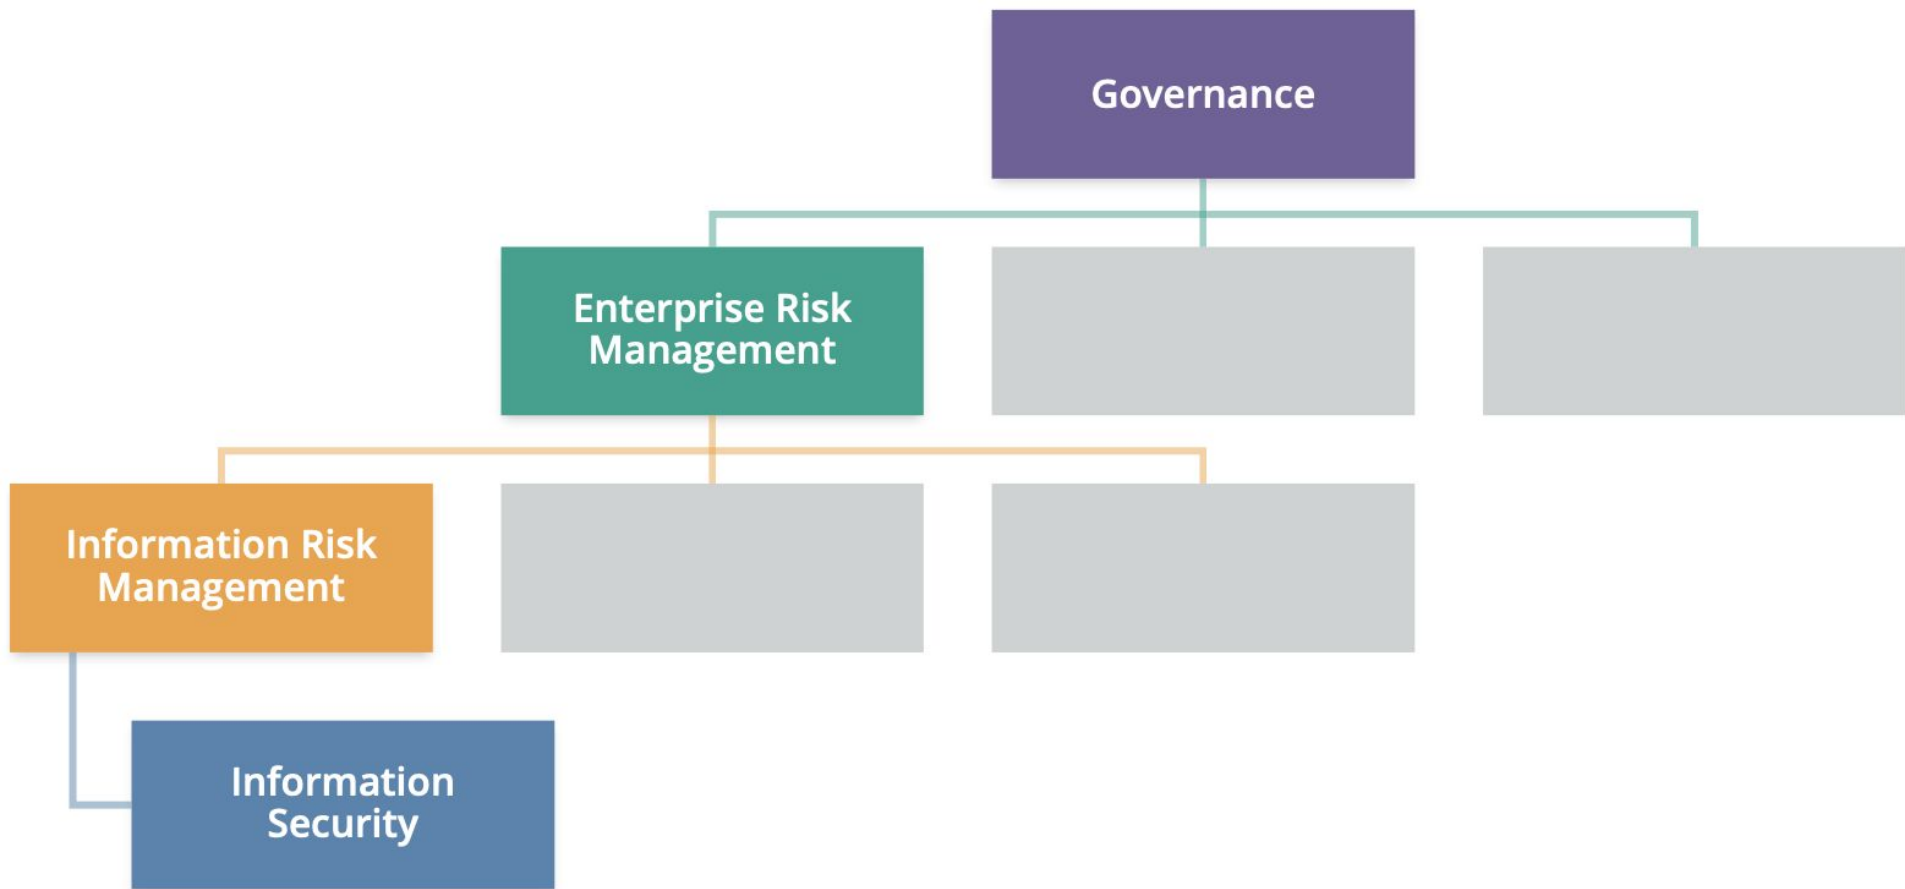 Governance
Enterprise Risk
Management
Information Risk
Management
Information
Security